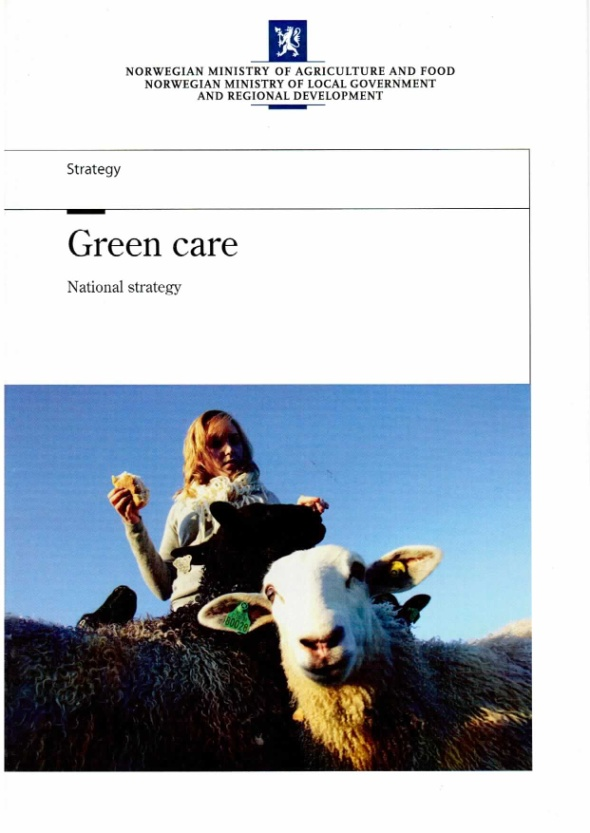 NORWEGIAN MINISTRY OF AGRICULTURE AND FOOD
NORWEGIAN MINISTRY OF LOCAL GOVERNMENT
AND REGIONAL DEVELOPMENT
Strategy
Green care
National strategy